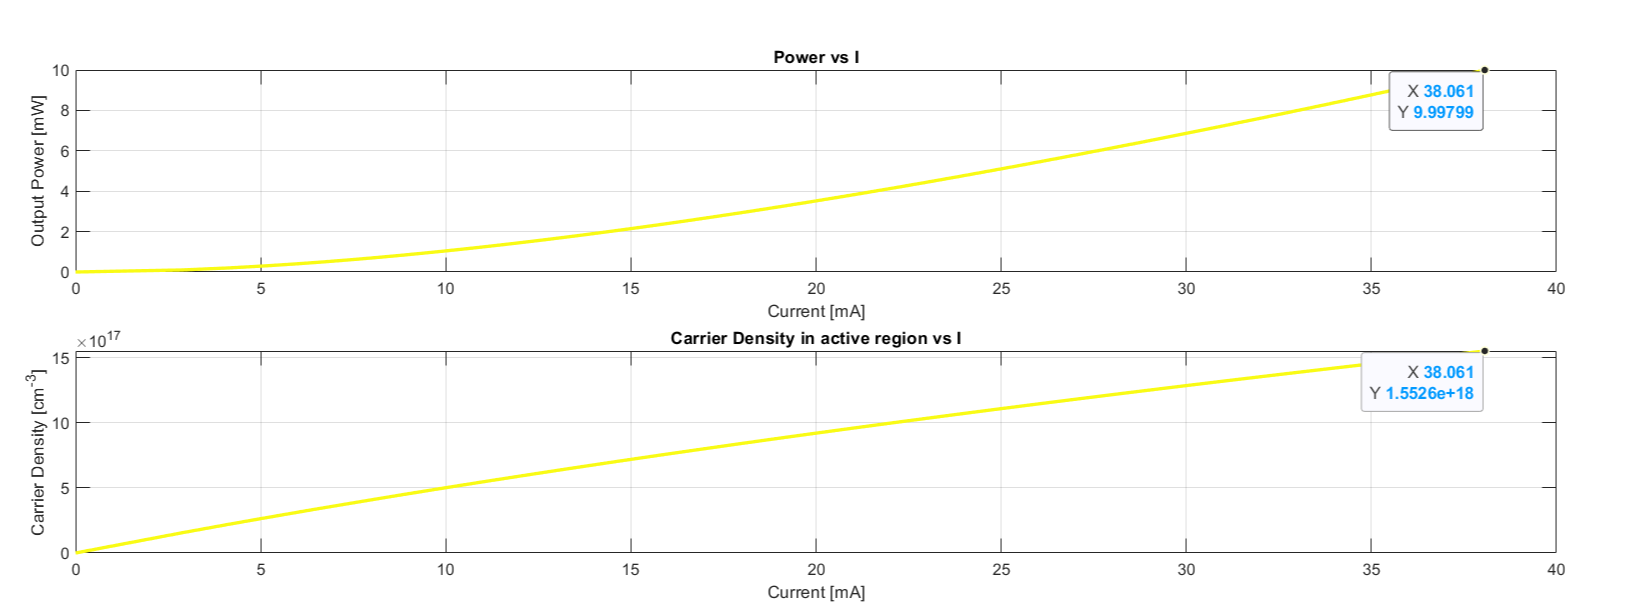 Power vs I
Output Power [mW]
10
8
6
4
2
0
X 38.061
Y 9.99799
0 5 10 15 20 25 30 35 40
Current [mA]
Carrier Density in active region vs I
×10^17
Carrier Density [cm^-3]
15
10
5
0
X 38.061
Y 1.5526e+18
0 5 10 15 20 25 30 35 40
Current [mA]